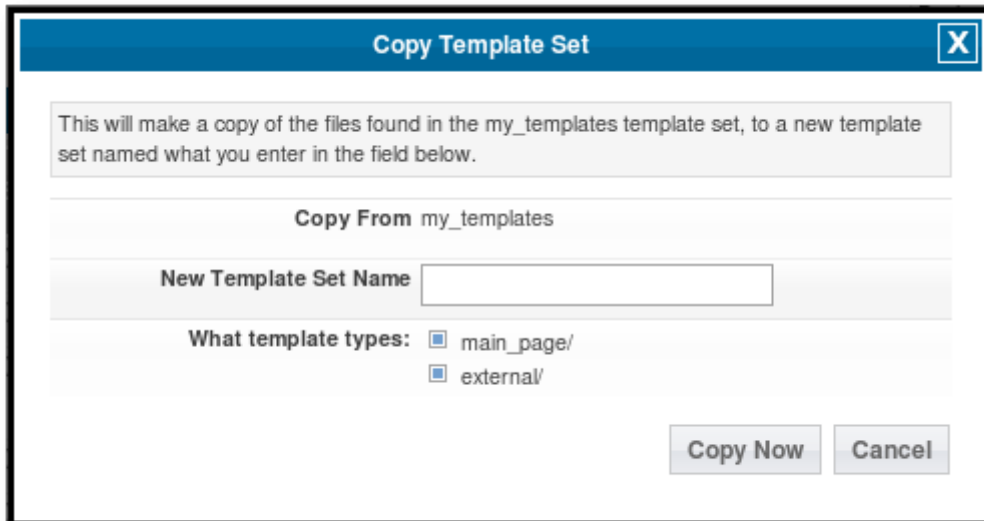 Copy Template Set X
This will make a copy of the files found in the my_templates template set, to a new template
set named what you enter in the field below.
Copy From my_templates
New Template Set Name
What template types: main_page/
external/
Copy Now Cancel